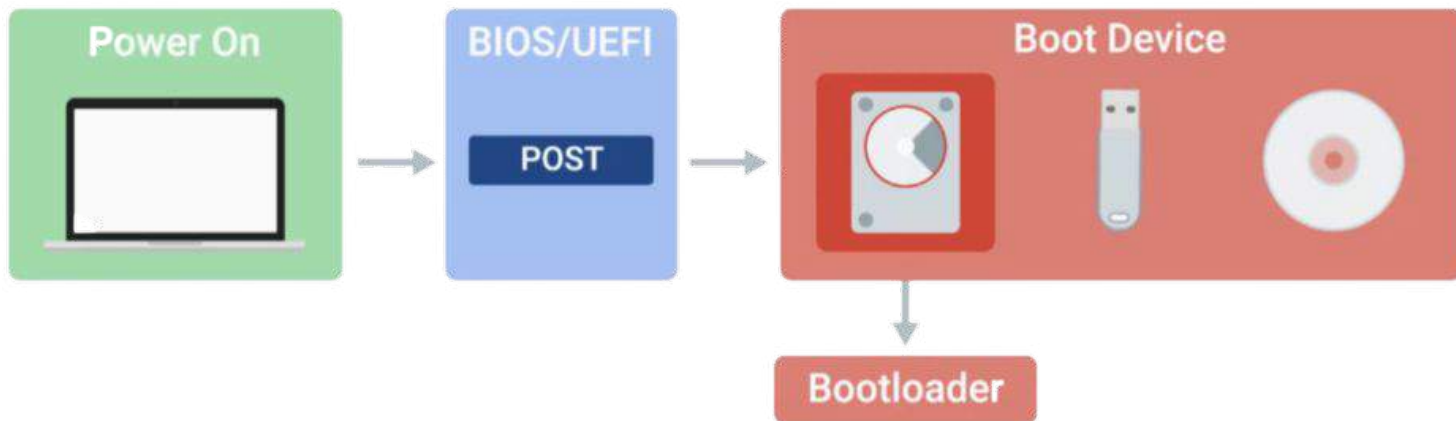 Power On
BIOS/UEFI
Boot Device
POST
Bootloader